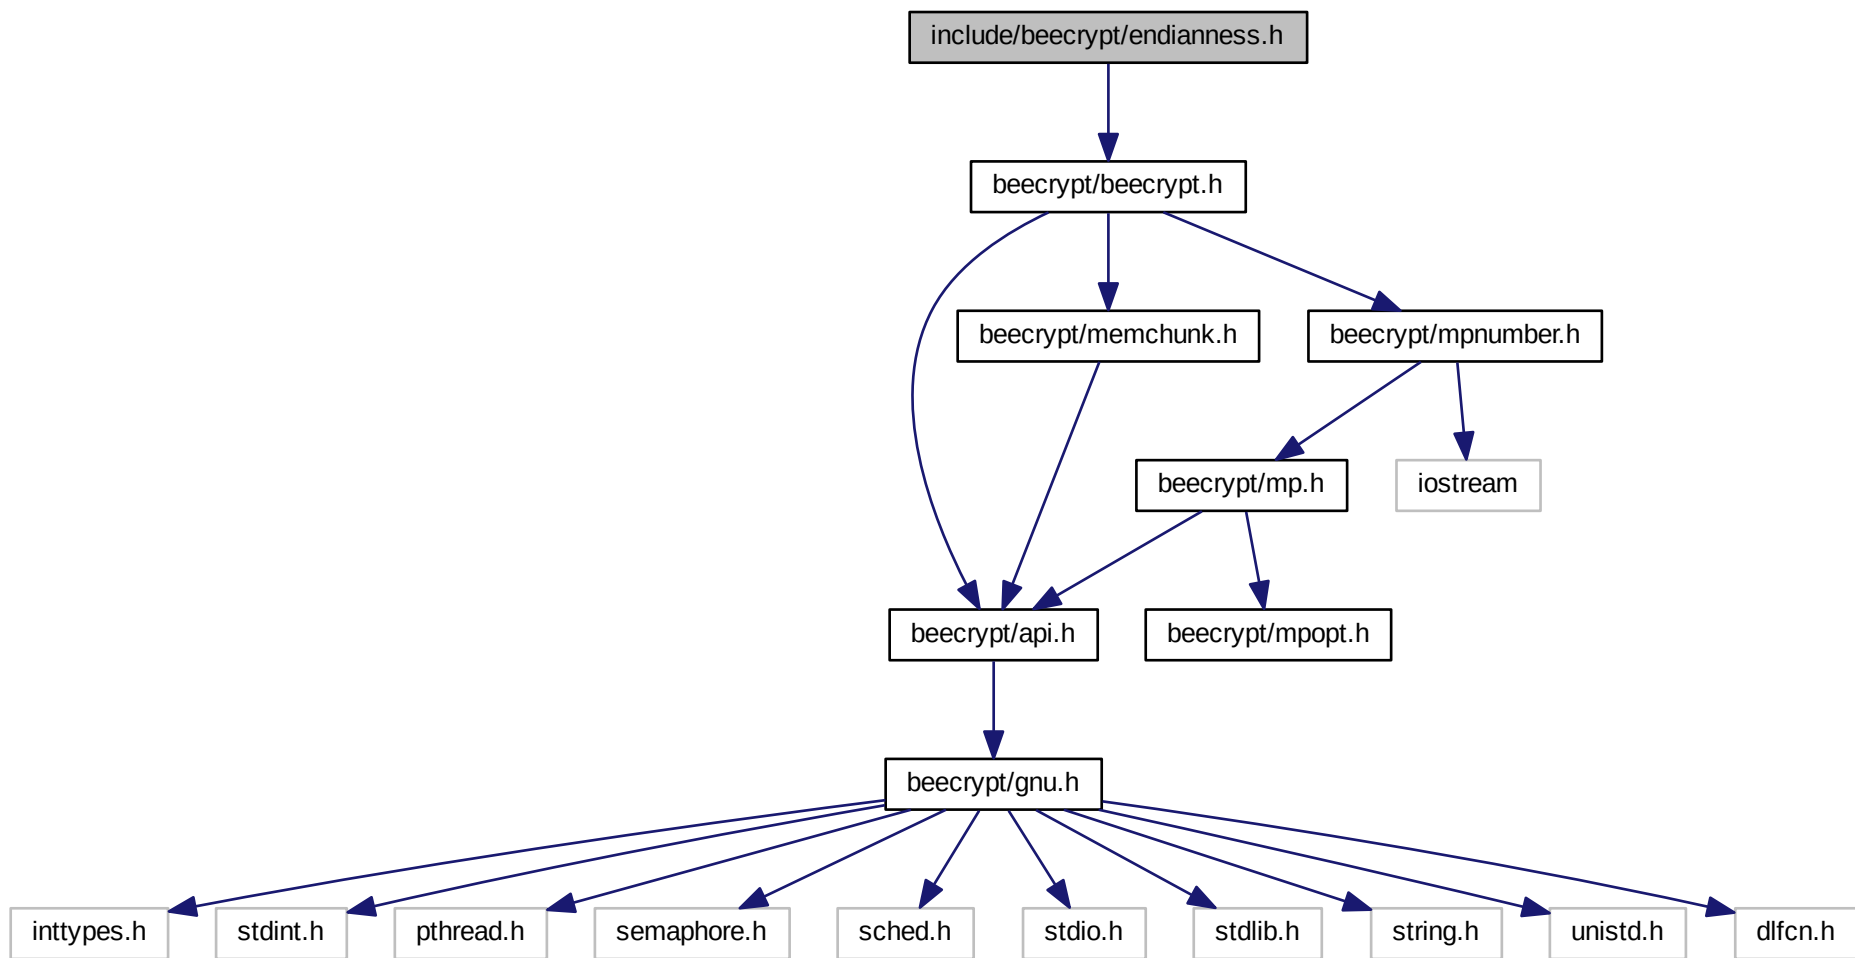 include/beecrypt/endianness.h
beecrypt/beecrypt.h
beecrypt/memchunk.h
beecrypt/mpnumber.h
beecrypt/mp.h
iostream
beecrypt/api.h
beecrypt/mpopt.h
beecrypt/gnu.h
inttypes.h
stdint.h
pthread.h
semaphore.h
sched.h
stdio.h
stdlib.h
string.h
unistd.h
dlfcn.h